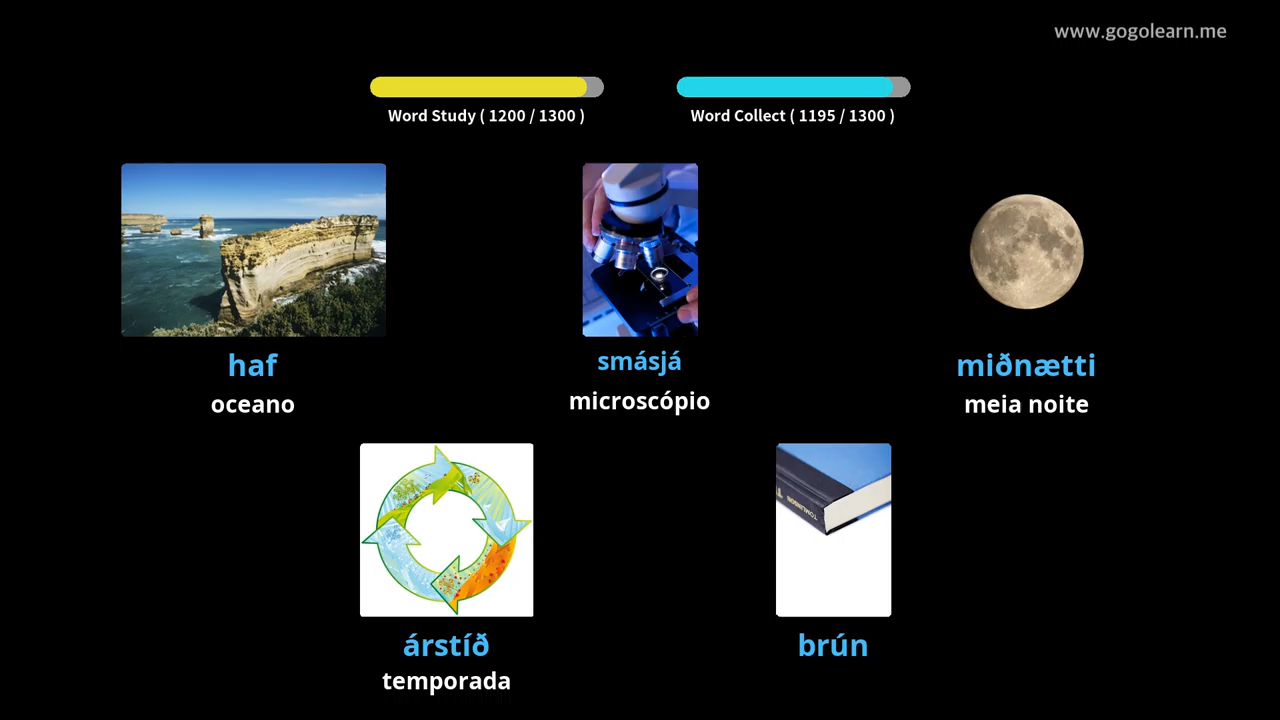 www.gogolearn.me
Word Study ( 1200 / 1300 )
Word Collect ( 1195 / 1300 )
haf
oceano
smásjá
microscópio
miðnætti
meia noite
TOMLINSON
árstíð
temporada
brún